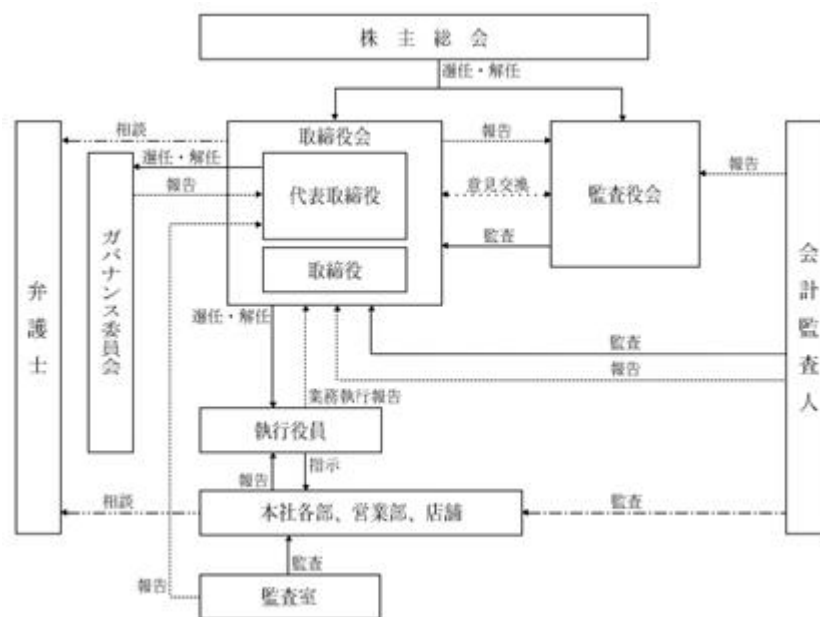 株主総会
選任・解任
相談
取締役会
報告
選任・解任
代表取締役
報告
意見交換
監査役会
報告
監査
取締役
ガバナンス委員会
弁護士
会計監査人
選任・解任
監査
報告
業務執行報告
執行役員
報告
指示
相談
本社各部、営業部、店舗
監査
監査
報告
監査室